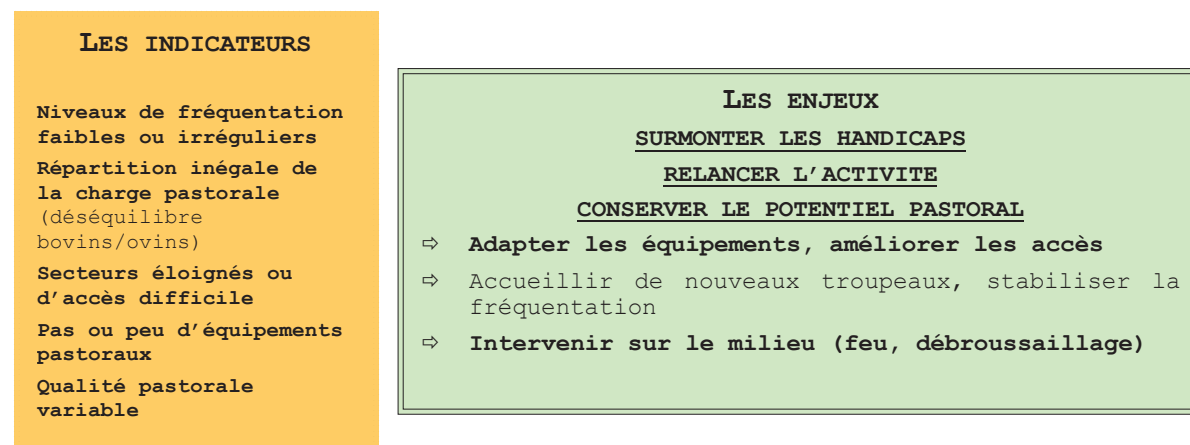 LES INDICATEURS
Niveaux de fréquentation
faibles ou irréguliers
Répartition inégale de
la charge pastorale
(déséquilibre
bovins/ovins)
Secteurs éloignés ou
d’accès difficile
Pas ou peu d’équipements
pastoraux
Qualité pastorale
variable
LES ENJEUX
SURMONTER LES HANDICAPS
RELANCER L’ACTIVITE
CONSERVER LE POTENTIEL PASTORAL
⇨ Adapter les équipements, améliorer les accès
⇨ Accueillir de nouveaux troupeaux, stabiliser la
fréquentation
⇨ Intervenir sur le milieu (feu, débroussaillage)